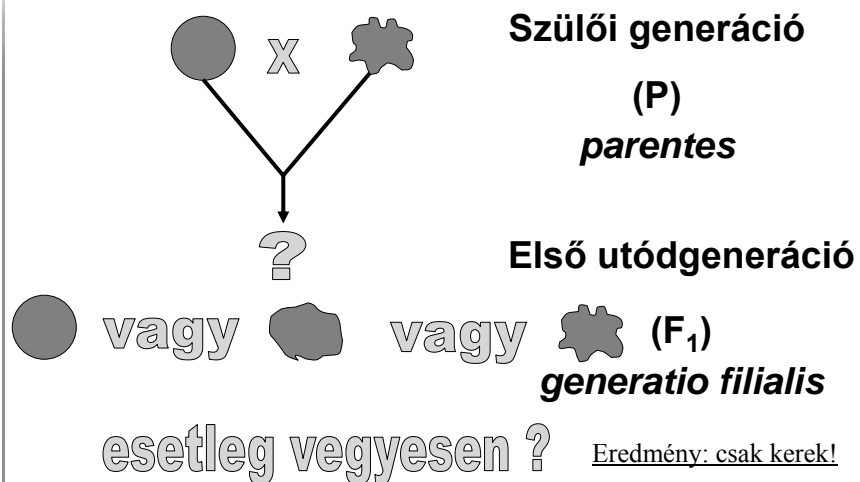 Szülői generáció
x
(P)
parentes
?
Első utódgeneráció
vagy vagy (F1)
generatio filialis
esetleg vegyesen ?
Eredmény: csak kerek!